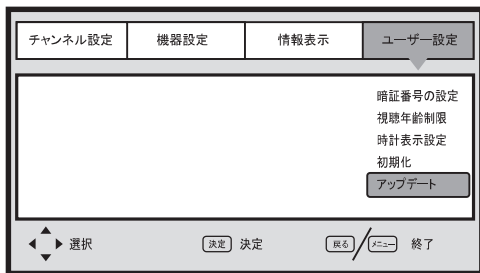 チャンネル設定 機器設定 情報表示 ユーザー設定
暗証番号の設定
視聴年齢制限
時計表示設定
初期化
アップデート
選択 決定 決定 戻る メニュー 終了